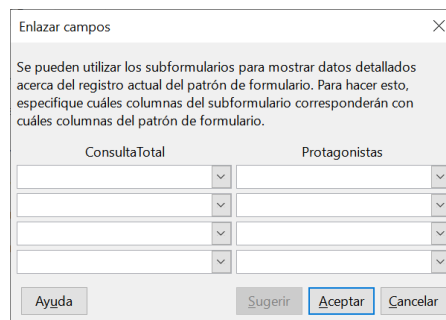 Enlazar campos
Se pueden utilizar los subformularios para mostrar datos detallados
acerca del registro actual del patrón de formulario. Para hacer esto,
especifique cuáles columnas del subformulario corresponderán con
cuáles columnas del patrón de formulario.
ConsultaTotal Protagonistas
Ayuda Sugerir Aceptar Cancelar